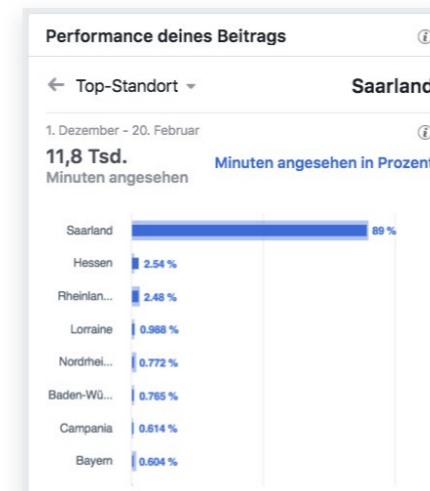 Performance deines Beitrags
← Top-Standort
Saarland
1. Dezember - 20. Februar
11,8 Tsd.
Minuten angesehen
Minuten angesehen in Prozent
Saarland 89 %
Hessen 2.54 %
Rheinlan... 2.48 %
Lorraine 0.988 %
Nordrhei... 0.772 %
Baden-Wü... 0.765 %
Campania 0.614 %
Bayern 0.604 %